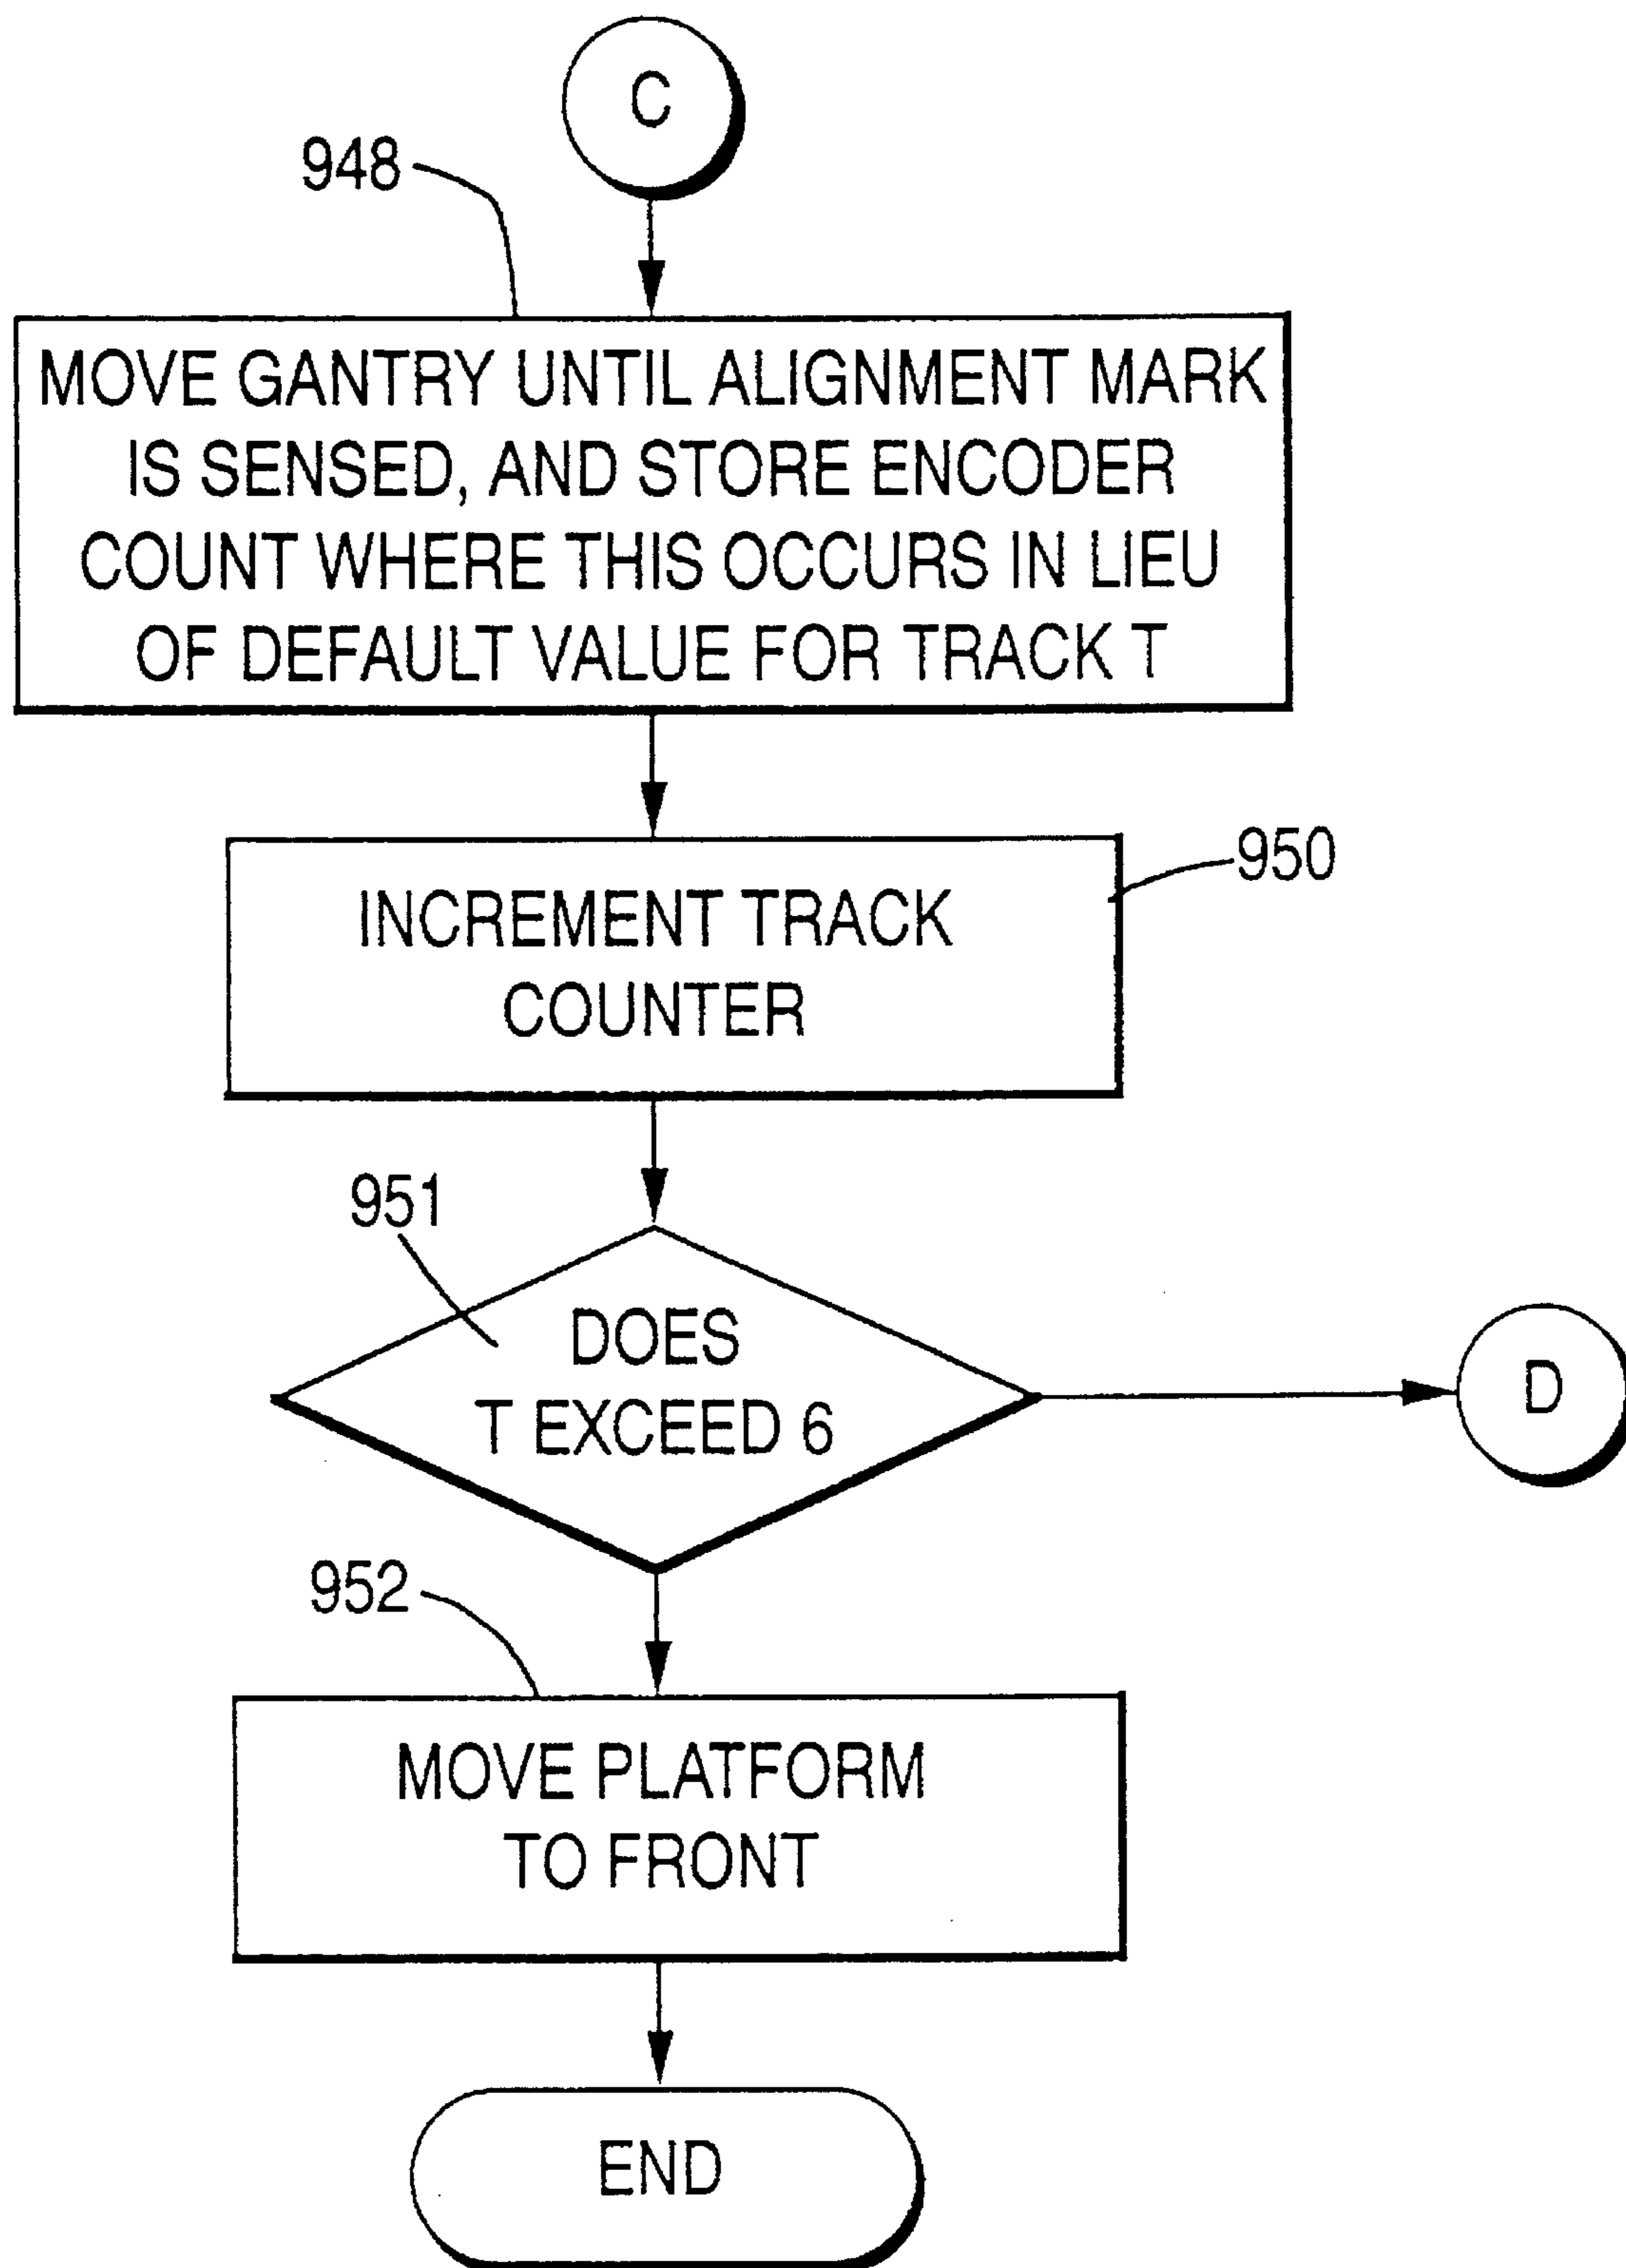 C
948
MOVE GANTRY UNTIL ALIGNMENT MARK
IS SENSED, AND STORE ENCODER
COUNT WHERE THIS OCCURS IN LIEU
OF DEFAULT VALUE FOR TRACK T
950
INCREMENT TRACK
COUNTER
951
DOES
T EXCEED 6
D
952
MOVE PLATFORM
TO FRONT
END